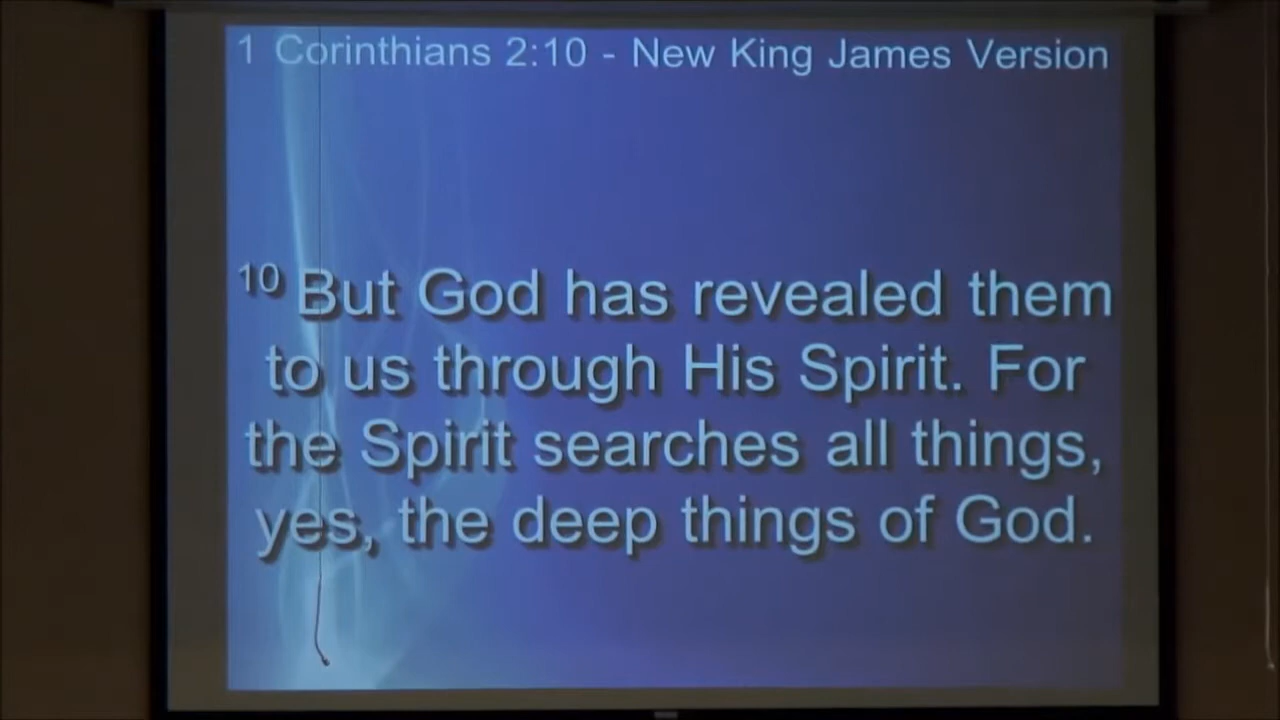 1 Corinthians 2:10 - New King James Version
10 But God has revealed them
to us through His Spirit. For
the Spirit searches all things,
yes, the deep things of God.